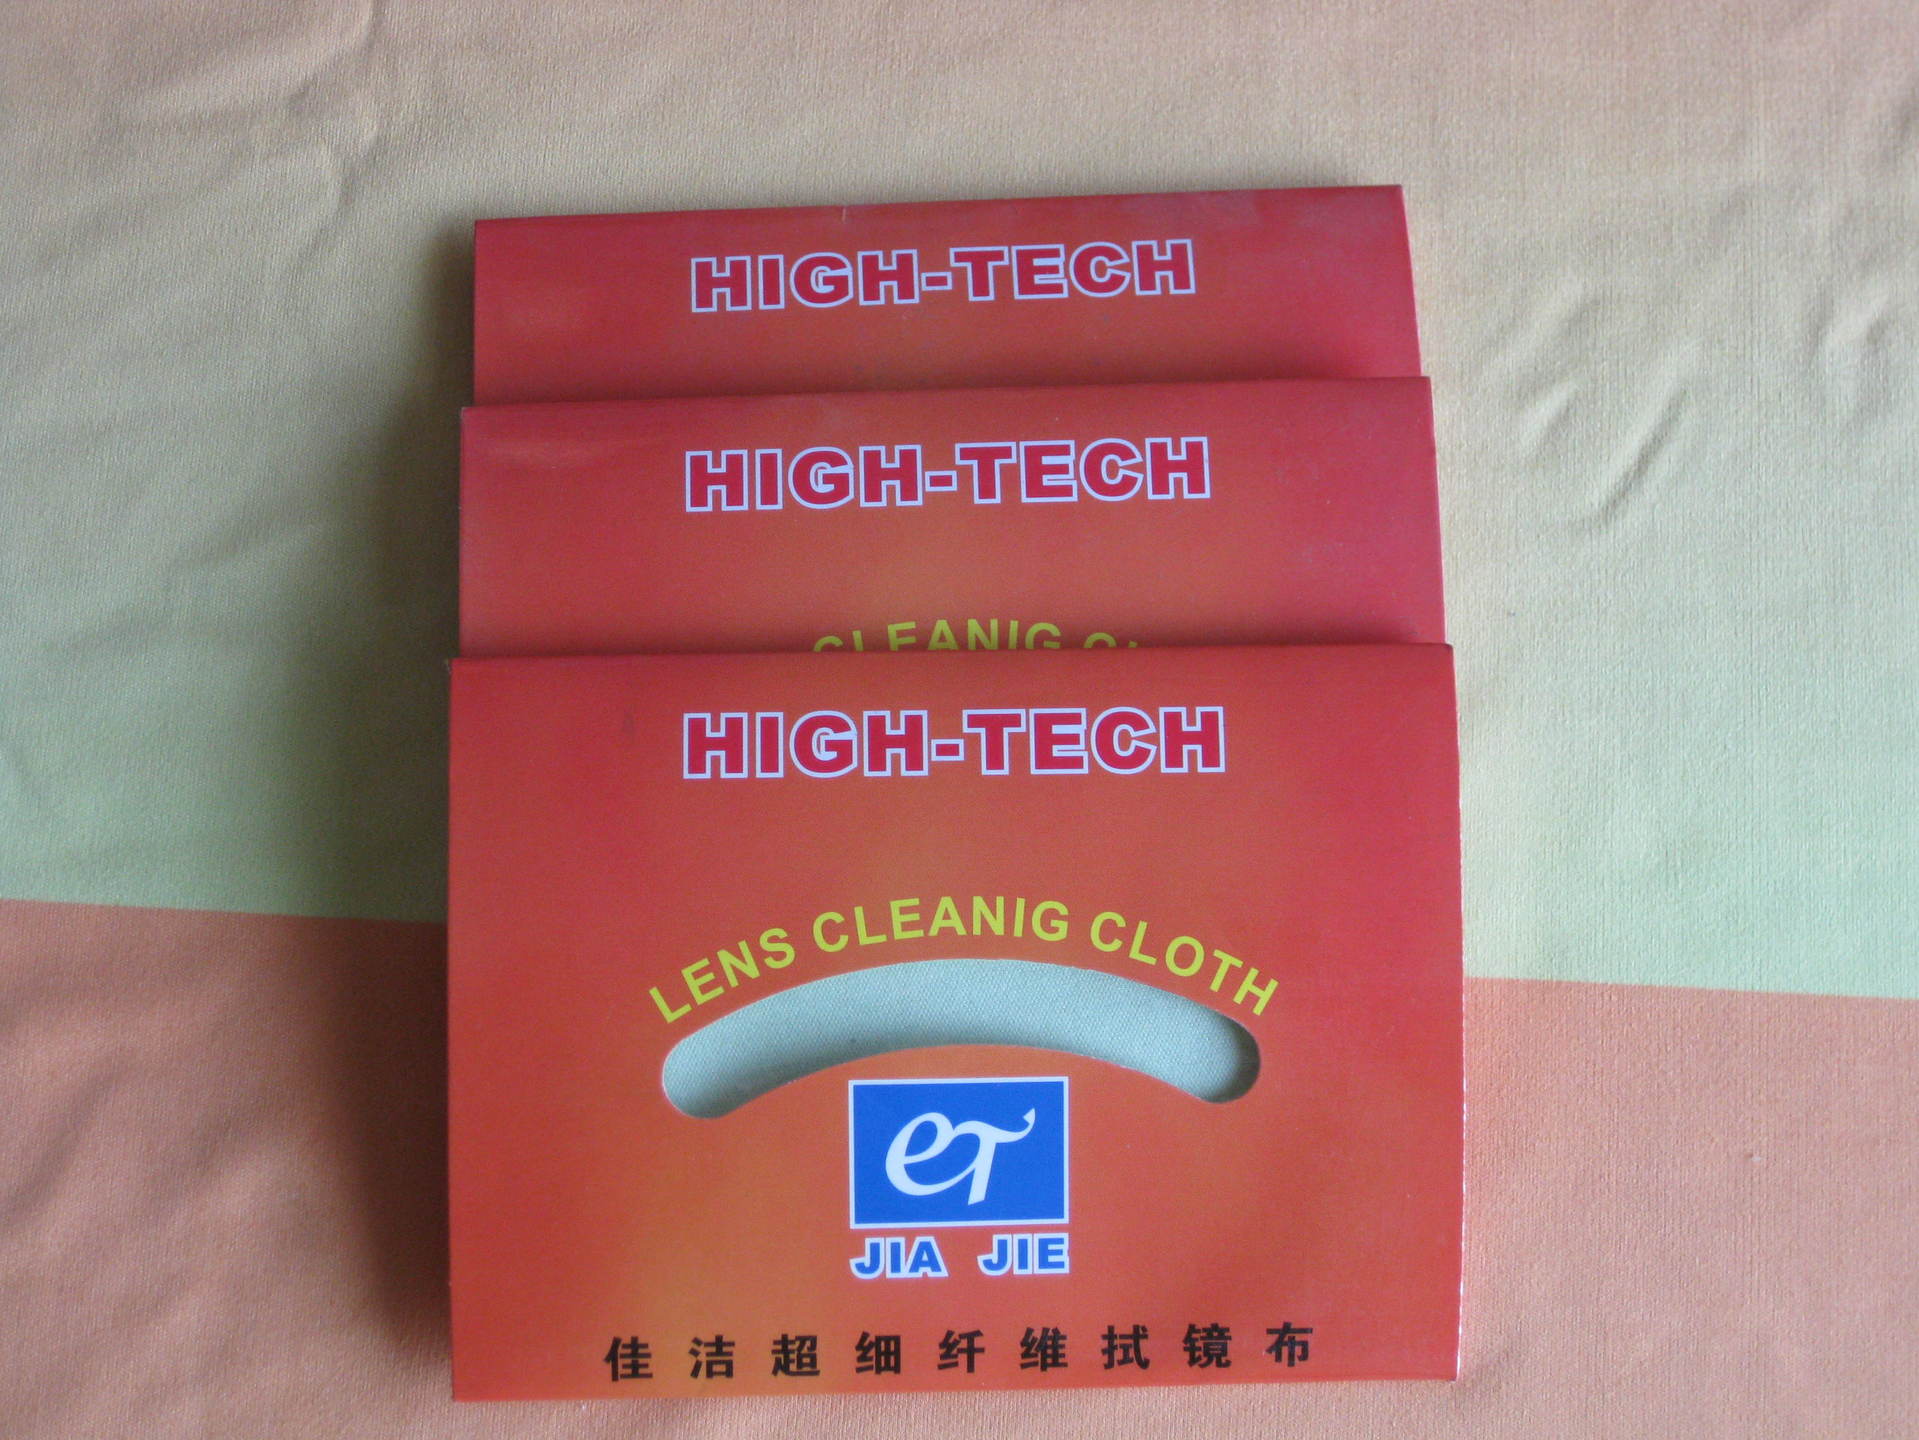 HIGH-TECH
HIGH-TECH
CLEANIG
HIGH-TECH
LENS CLEANIG CLOTH
eT
JIA JIE
佳洁超细纤维拭镜布